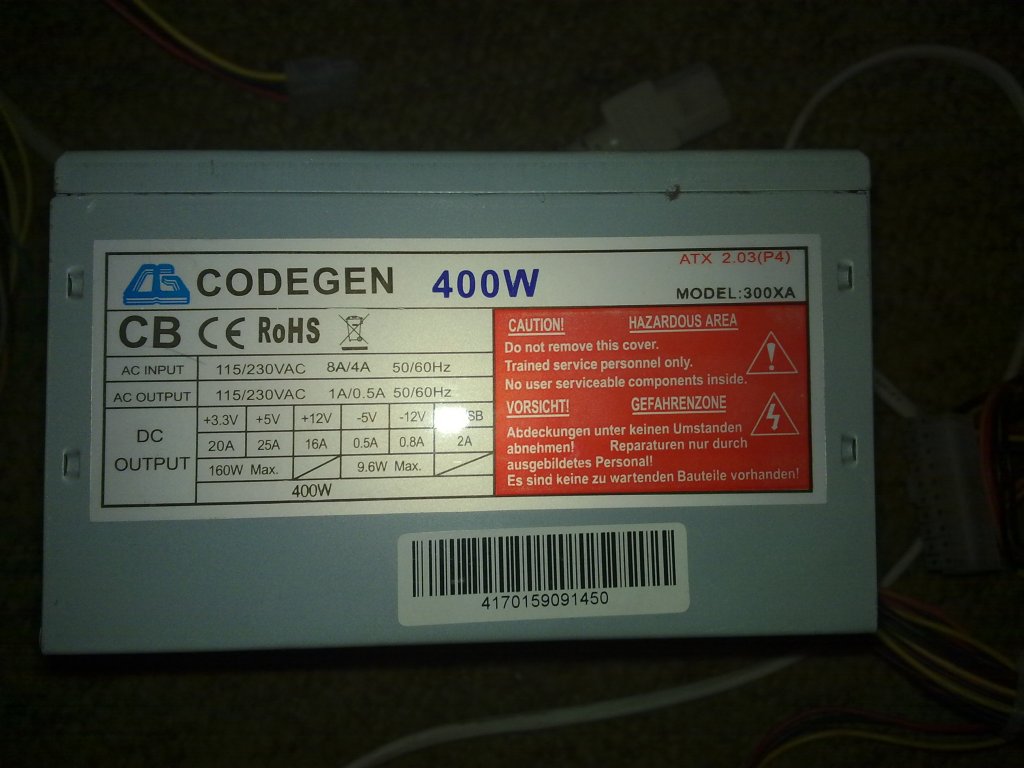 CODEGEN 400W
ATX 2.03(P4)
MODEL:300XA
CB CE RoHS
AC INPUT 115/230VAC 8A/4A 50/60Hz
AC OUTPUT 115/230VAC 1A/0.5A 50/60Hz
DC OUTPUT
+3.3V +5V +12V -5V -12V
20A 25A 16A 0.5A 0.8A 2A
160W Max. 9.6W Max.
400W
CAUTION! HAZARDOUS AREA
Do not remove this cover.
Trained service personnel only.
No user serviceable components inside.
VORSICHT! GEFAHRENZONE
Abdeckungen unter keinen Umstanden
abnehmen! Reparaturen nur durch
ausgebildetes Personal!
Es sind keine zu wartenden Bauteile vorhanden!
4170159091450